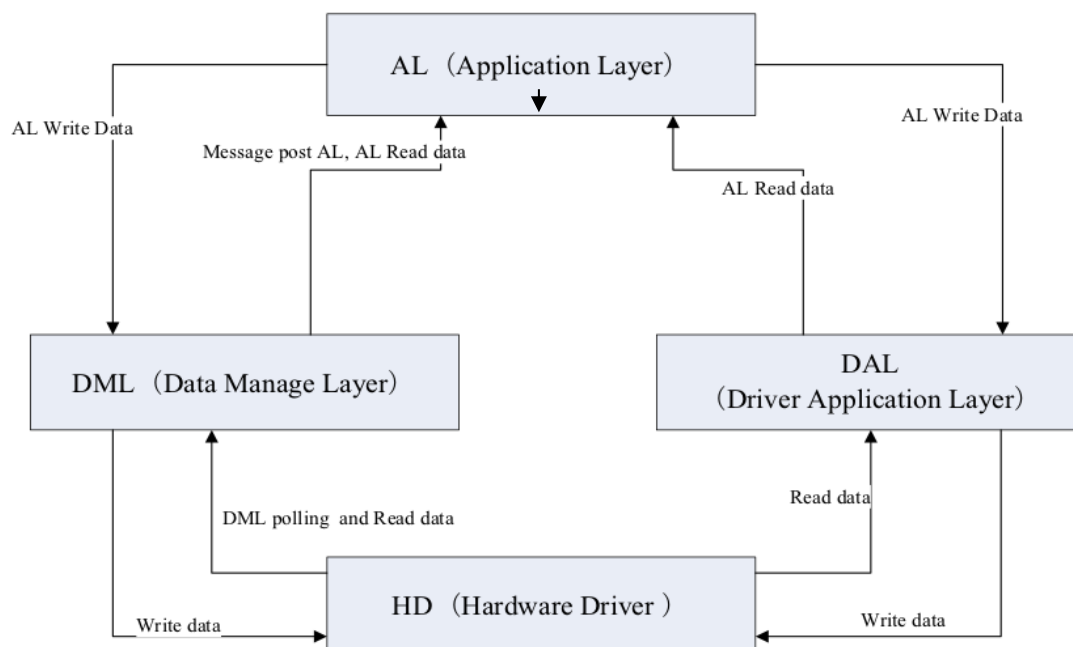 AL（Application Layer）
AL Write Data
AL Write Data
Message post AL, AL Read data
AL Read data
DML（Data Manage Layer）
DAL
（Driver Application Layer）
DML polling and Read data
Read data
HD（Hardware Driver ）
Write data
Write data